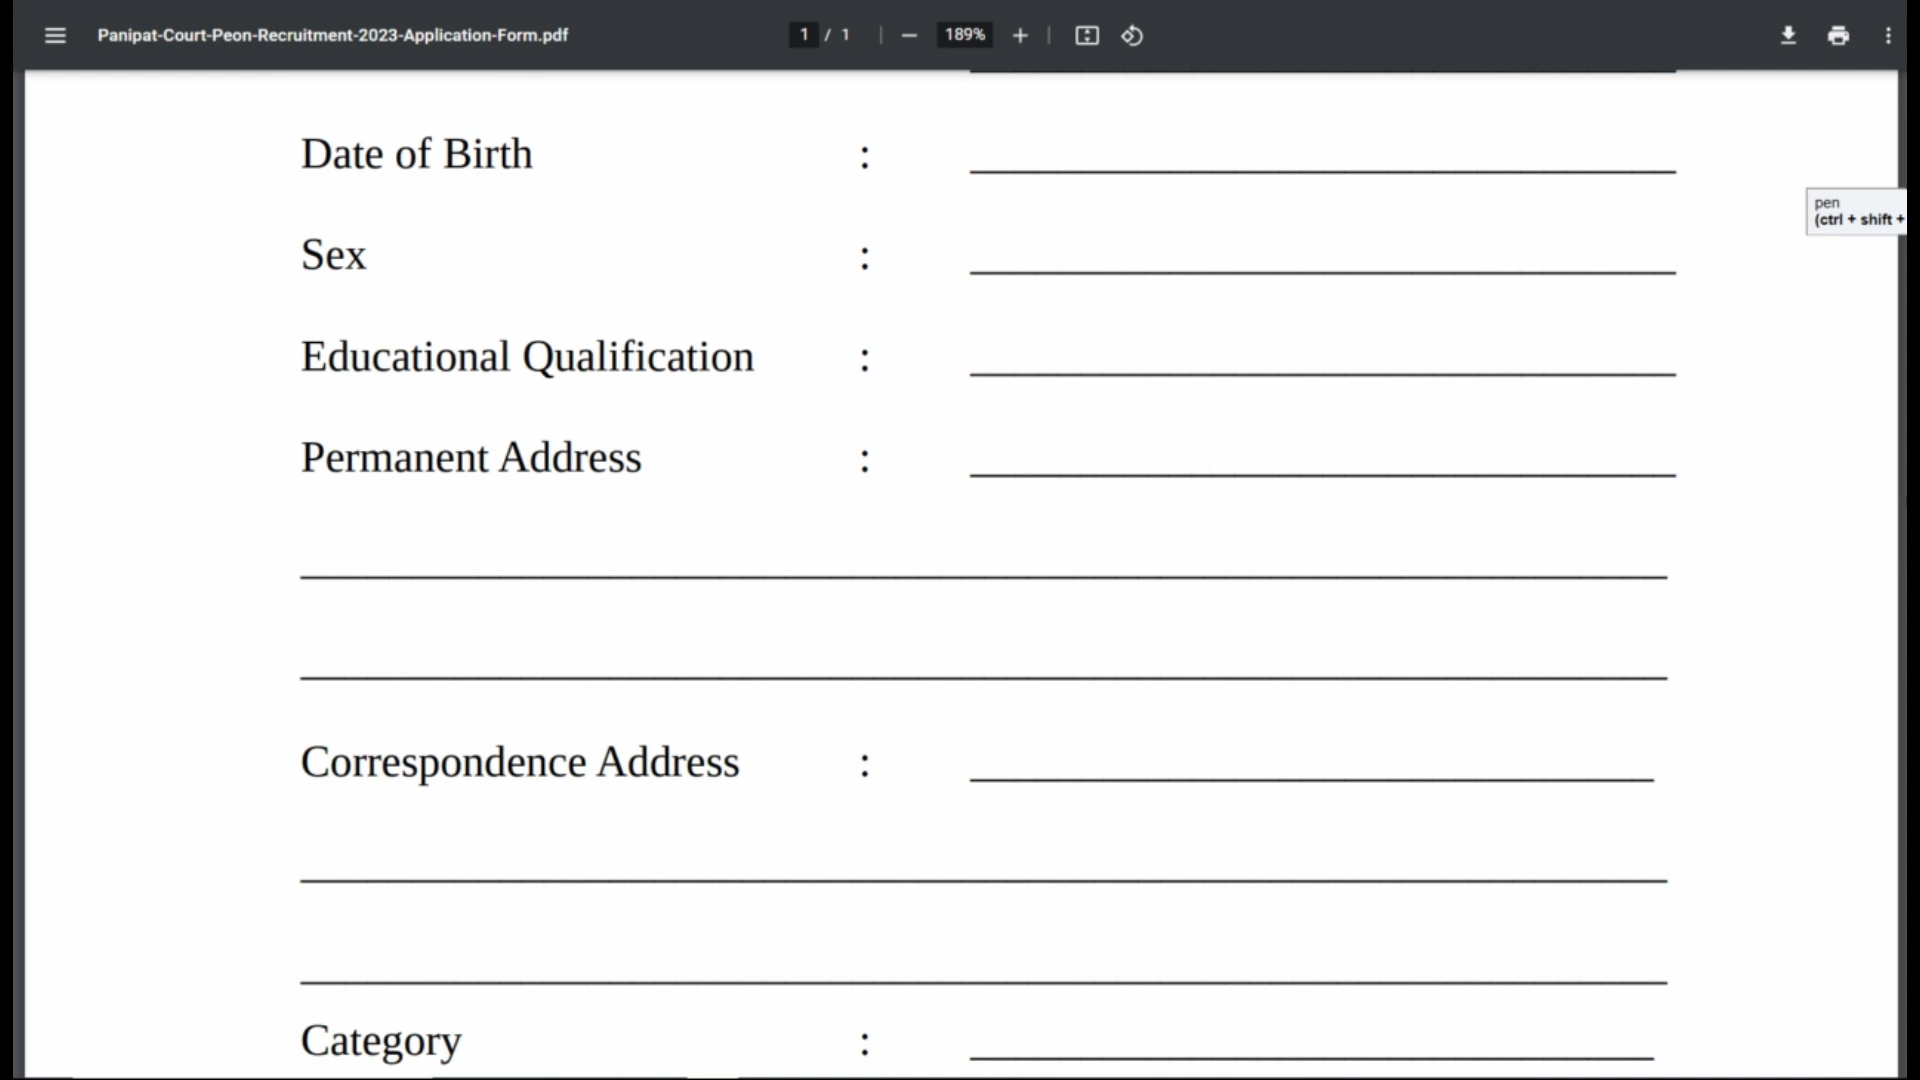 Panipat-Court-Peon-Recruitment-2023-Application-Form.pdf
1 / 1
189%
Date of Birth :
pen
(ctrl + shift +
Sex :
Educational Qualification :
Permanent Address :
Correspondence Address :
Category :